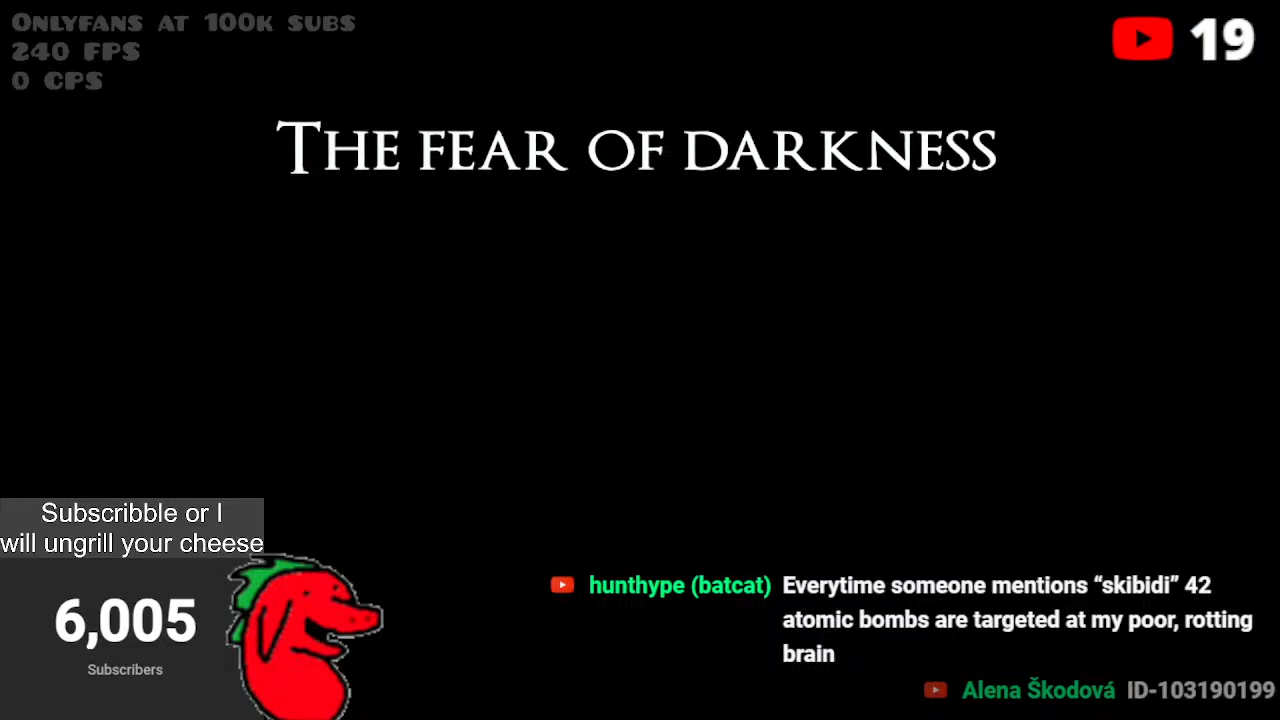 Onlyfans at 100k subs
240 FPS
0 CPS
19
The fear of darkness
Subscribble or I
will ungrill your cheese
6,005
Subscribers
hunthype (batcat) Everytime someone mentions “skibidi” 42
atomic bombs are targeted at my poor, rotting
brain
Alena Škodová ID-103190199